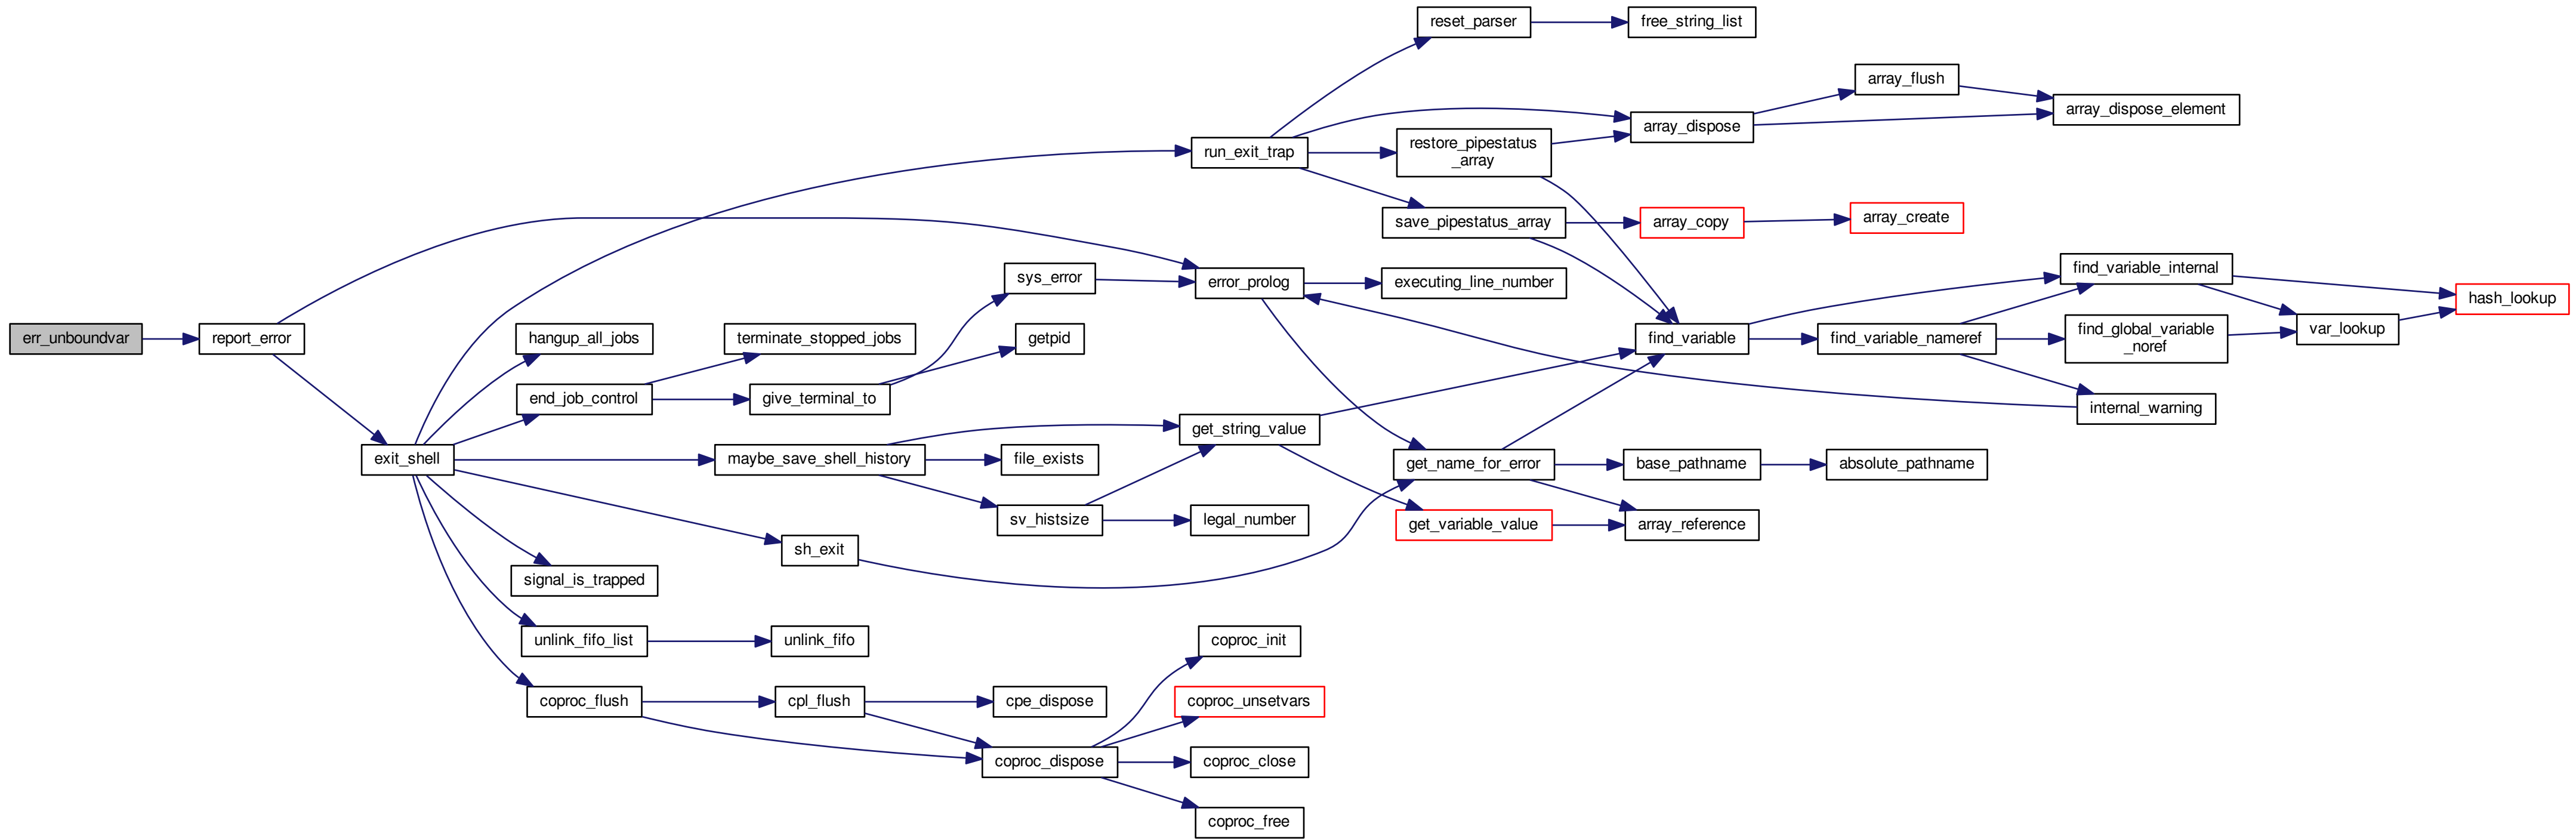 err_unboundvar
report_error
exit_shell
hangup_all_jobs
end_job_control
signal_is_trapped
unlink_fifo_list
coproc_flush
terminate_stopped_jobs
give_terminal_to
maybe_save_shell_history
sh_exit
unlink_fifo
cpl_flush
sys_error
getpid
file_exists
sv_histsize
cpe_dispose
coproc_dispose
run_exit_trap
error_prolog
get_string_value
legal_number
coproc_init
coproc_unsetvars
coproc_close
coproc_free
reset_parser
restore_pipestatus
_array
save_pipestatus_array
executing_line_number
get_name_for_error
get_variable_value
free_string_list
array_dispose
array_copy
find_variable
base_pathname
array_reference
array_flush
array_create
find_variable_nameref
absolute_pathname
array_dispose_element
find_variable_internal
find_global_variable
_noref
internal_warning
var_lookup
hash_lookup